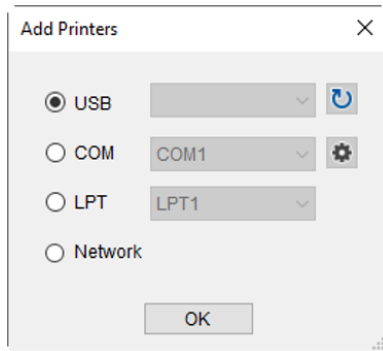 Add Printers
USB
COM COM1
LPT LPT1
Network
OK